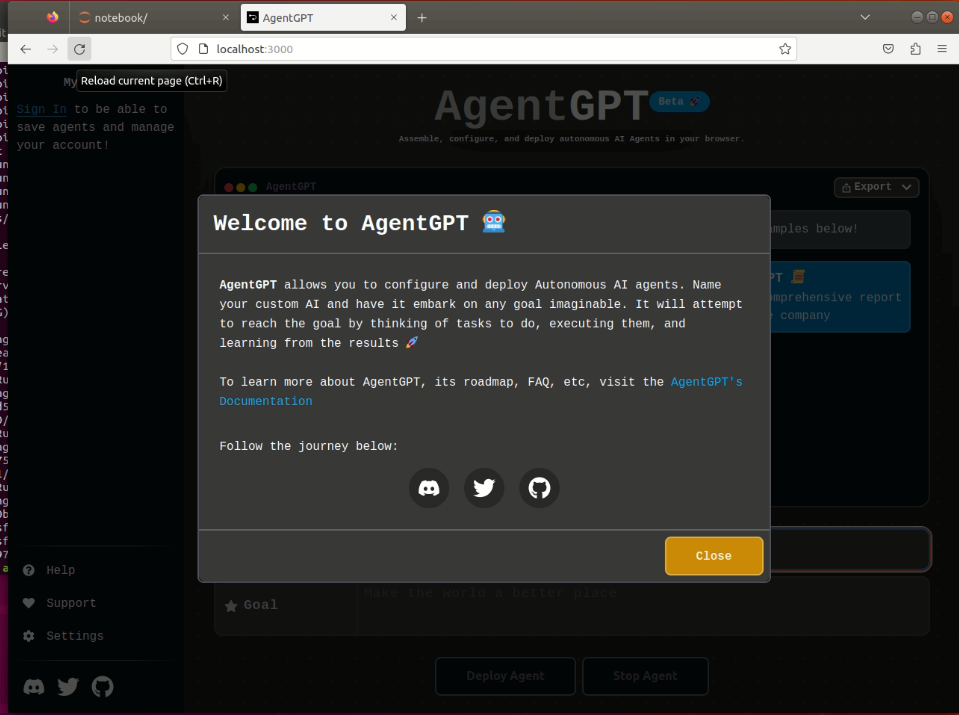 notebook/
AgentGPT
localhost:3000
My
Reload current page (Ctrl+R)
Sign In to be able to
save agents and manage
your account!
AgentGPT
Beta
Assemble, configure, and deploy autonomous AI Agents in your browser.
AgentGPT
Export
amples below!
PT
omprehensive report
company
Welcome to AgentGPT
AgentGPT allows you to configure and deploy Autonomous AI agents. Name
your custom AI and have it embark on any goal imaginable. It will attempt
to reach the goal by thinking of tasks to do, executing them, and
learning from the results
To learn more about AgentGPT, its roadmap, FAQ, etc, visit the AgentGPT's
Documentation
Follow the journey below:
Close
Help
Support
Settings
Goal
Make the world a better place
Deploy Agent
Stop Agent